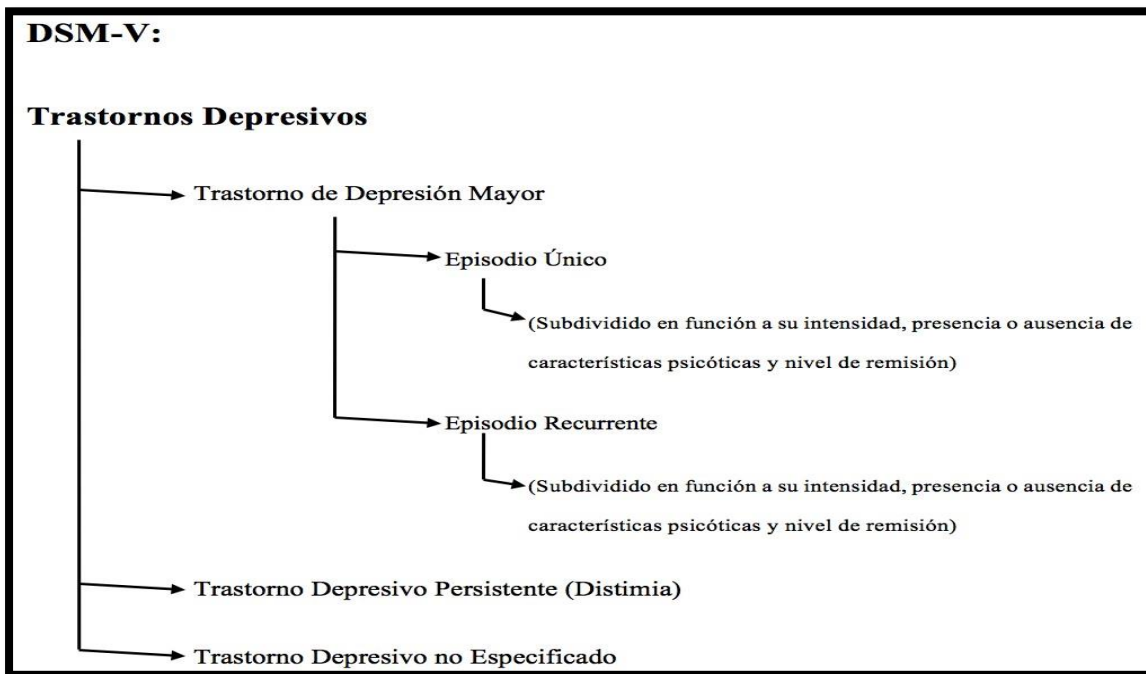 DSM-V:
Trastornos Depresivos
Trastorno de Depresión Mayor
Episodio Único
(Subdividido en función a su intensidad, presencia o ausencia de
características psicóticas y nivel de remisión)
Episodio Recurrente
(Subdividido en función a su intensidad, presencia o ausencia de
características psicóticas y nivel de remisión)
Trastorno Depresivo Persistente (Distimia)
Trastorno Depresivo no Especificado